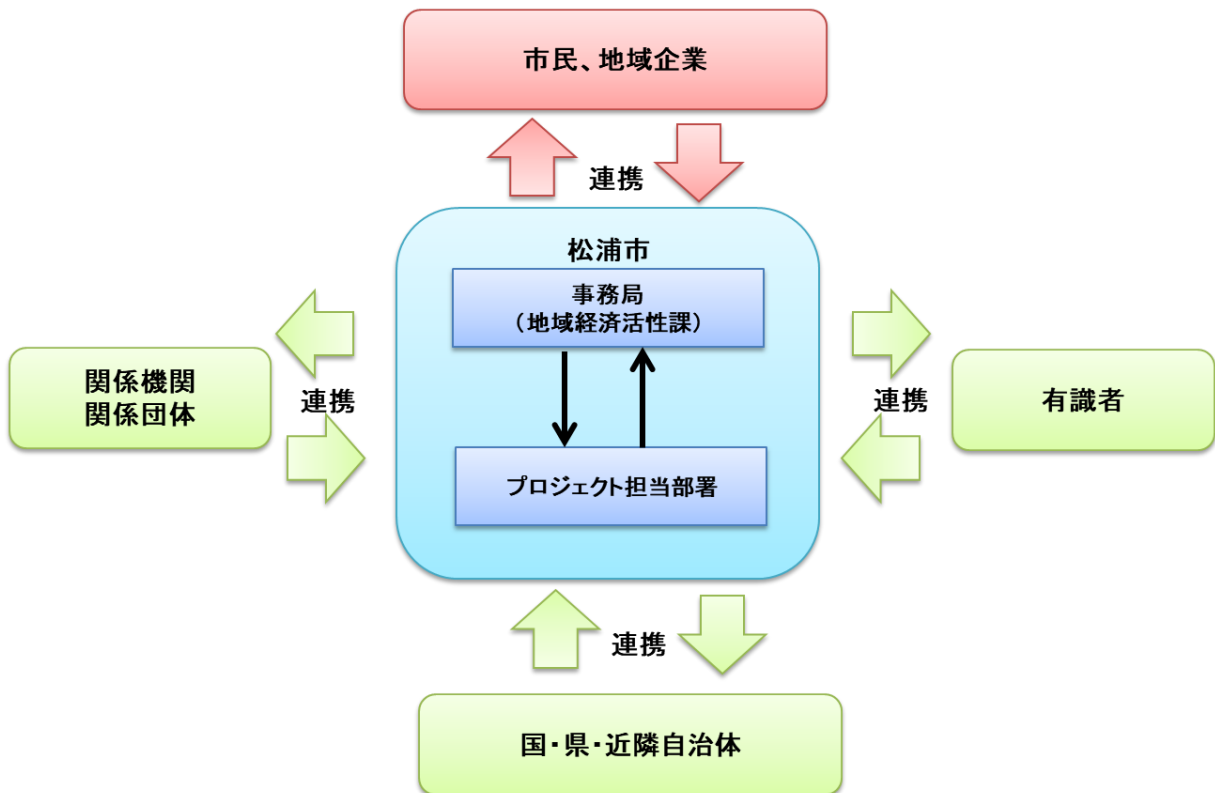 市民、地域企業
連携
松浦市
事務局
（地域経済活性課）
関係機関
関係団体
連携
連携
有識者
プロジェクト担当部署
連携
国・県・近隣自治体